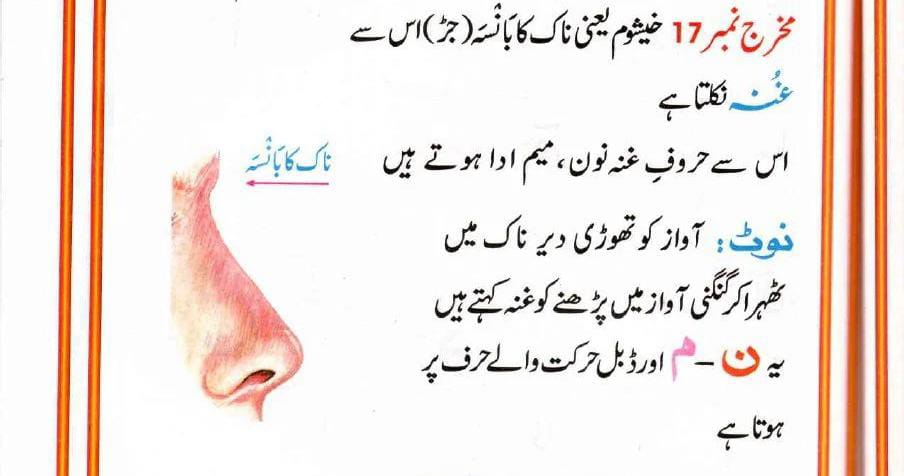 مخرج نمبر 17 خیشوم یعنی ناک کا بَانْسَہ (جڑ) اس سے
غُنہ نکلتا ہے
اس سے حروفِ غنہ نون، میم ادا ہوتے ہیں
ناک کا بَانْسَہ
نوٹ: آواز کو تھوڑی دیر ناک میں
ٹھہرا کر گنگنی آواز میں پڑھنے کو غنہ کہتے ہیں
یہ ن – م اور ڈبل حرکت والے حرف پر
ہوتا ہے